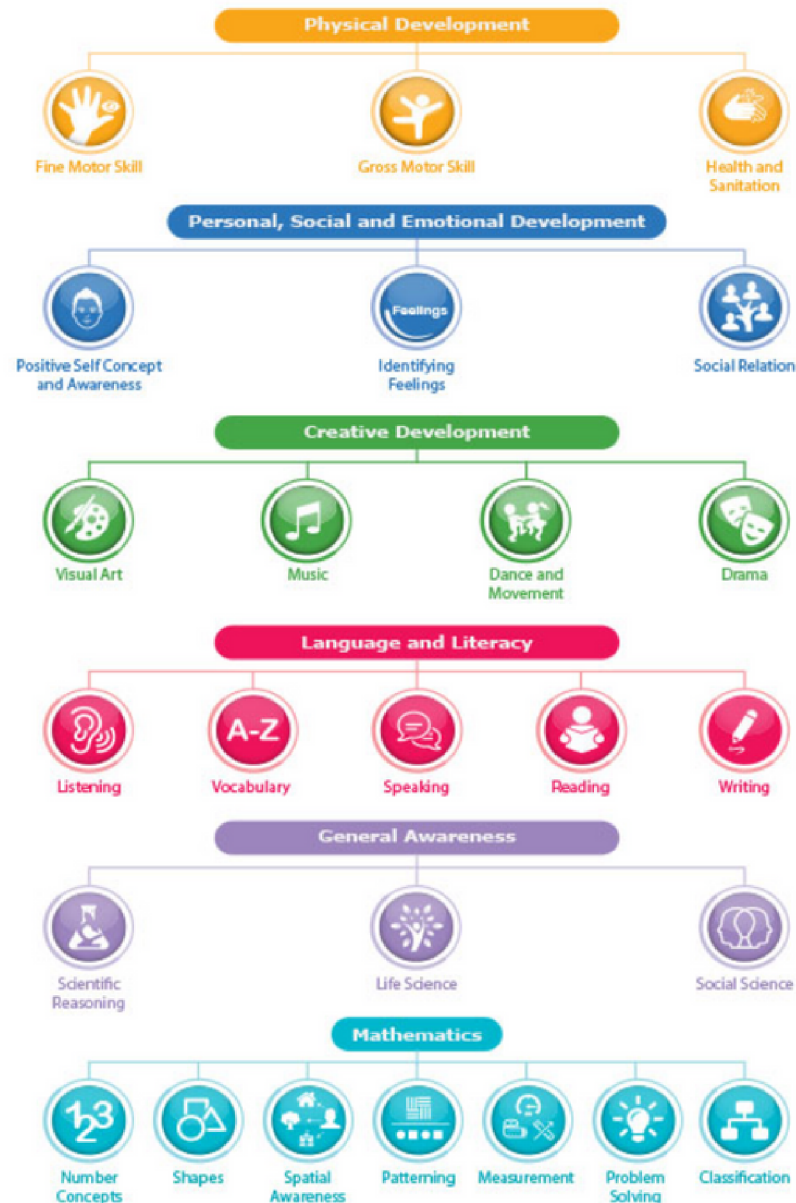 Physical Development
Fine Motor Skill
Gross Motor Skill
Health and
Sanitation
Personal, Social and Emotional Development
Feelings
Positive Self Concept
and Awareness
Identifying
Feelings
Social Relation
Creative Development
Visual Art
Music
Dance and
Movement
Drama
Language and Literacy
A-Z
Listening
Vocabulary
Speaking
Reading
Writing
General Awareness
Scientific
Reasoning
Life Science
Social Science
Mathematics
123
Number
Concepts
Shapes
Spatial
Awareness
Patterning
Measurement
Problem
Solving
Classification